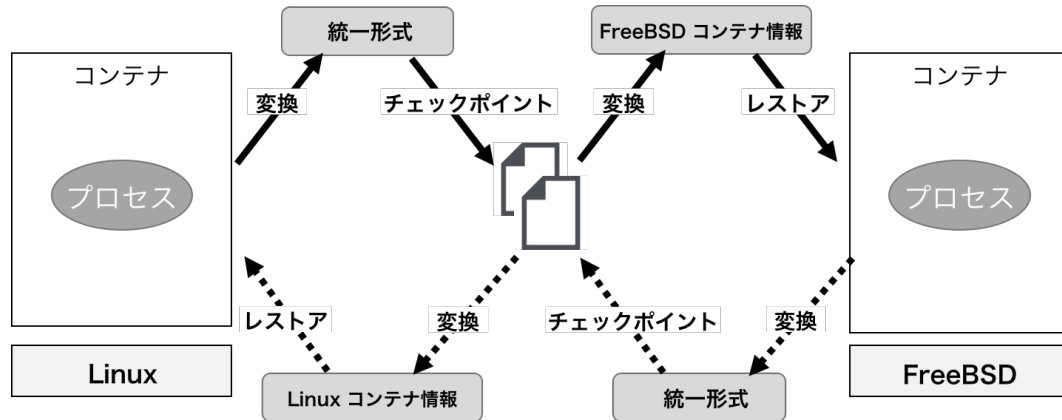 統一形式
FreeBSD コンテナ情報
コンテナ
コンテナ
変換
チェックポイント
変換
レストア
プロセス
プロセス
レストア
変換
チェックポイント
変換
Linux
FreeBSD
Linux コンテナ情報
統一形式